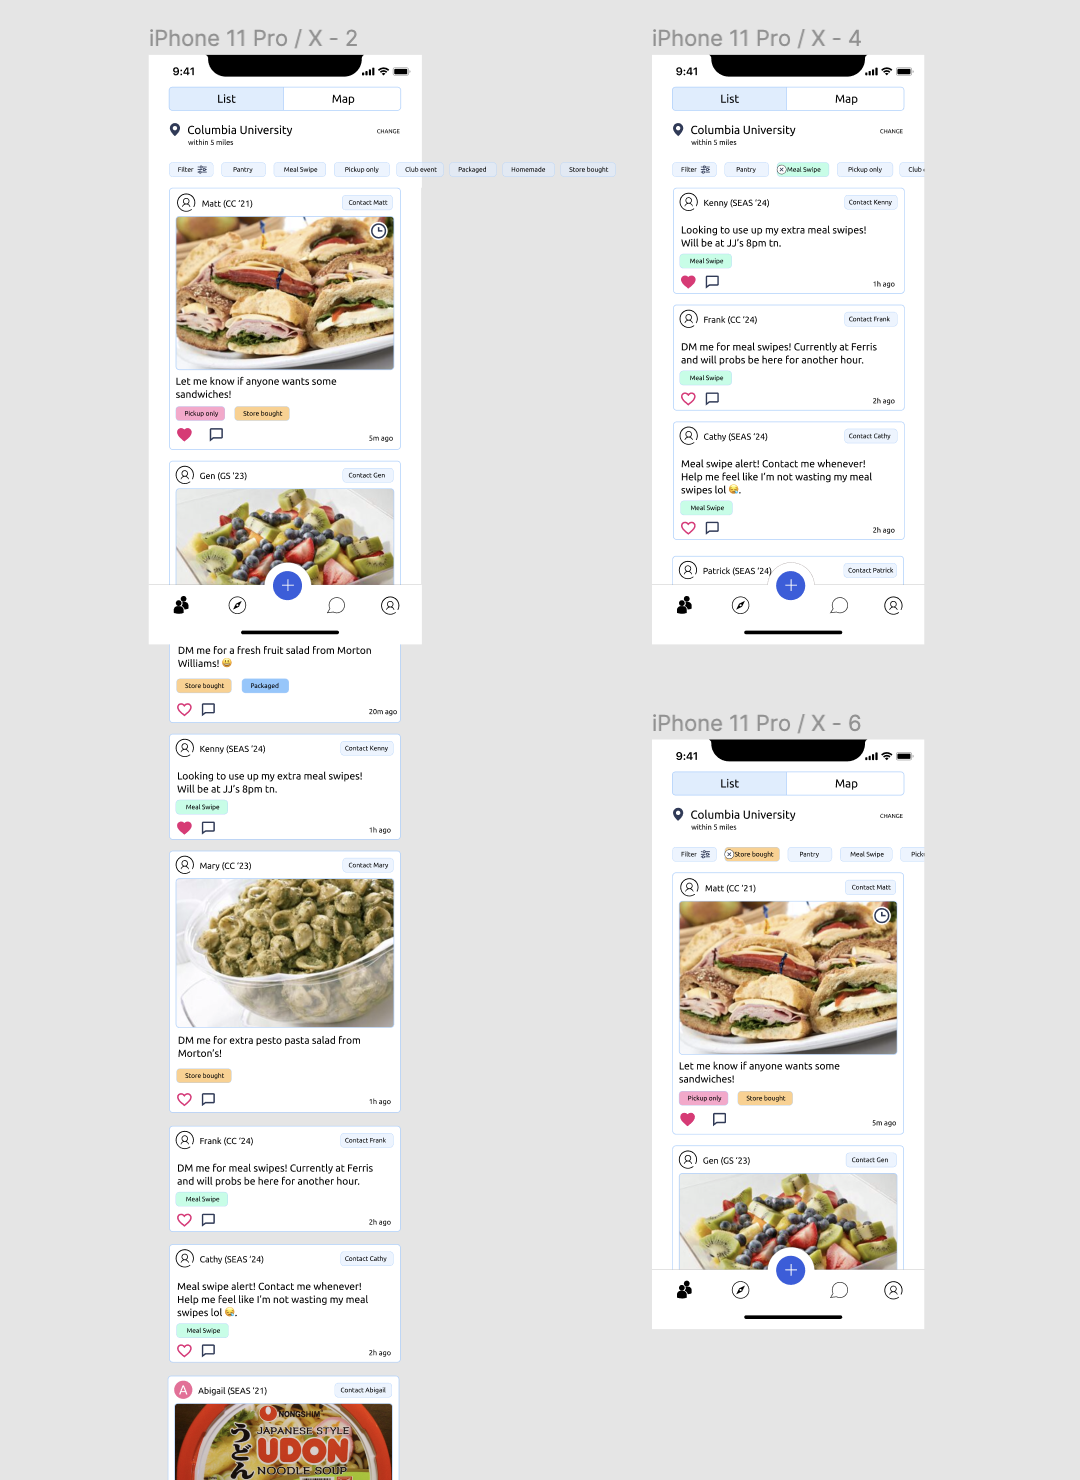 iPhone 11 Pro / X - 2
9:41
List
Map
Columbia University
CHANGE
within 5 miles
Filter
Pantry
Meal Swipe
Pickup only
Club event
Packaged
Homemade
Store bought
Matt (CC '21)
Contact Matt
Let me know if anyone wants some
sandwiches!
Pickup only
Store bought
5m ago
Gen (GS '23)
Contact Gen
DM me for a fresh fruit salad from Morton
Williams! 😀
Store bought
Packaged
20m ago
Kenny (SEAS '24)
Contact Kenny
Looking to use up my extra meal swipes!
Will be at JJ's 8pm tn.
Meal Swipe
1h ago
Mary (CC '23)
Contact Mary
DM me for extra pesto pasta salad from
Morton's!
Store bought
1h ago
Frank (CC '24)
Contact Frank
DM me for meal swipes! Currently at Ferris
and will probs be here for another hour.
Meal Swipe
2h ago
Cathy (SEAS '24)
Contact Cathy
Meal swipe alert! Contact me whenever!
Help me feel like I'm not wasting my meal
swipes lol 😂.
Meal Swipe
2h ago
A
Abigail (SEAS '21)
Contact Abigail
NONGSHIM
うどん
JAPANESE STYLE
UDON
NOODLE SOUP
iPhone 11 Pro / X - 4
9:41
List
Map
Columbia University
CHANGE
within 5 miles
Filter
Pantry
Meal Swipe
Pickup only
Club
Kenny (SEAS '24)
Contact Kenny
Looking to use up my extra meal swipes!
Will be at JJ's 8pm tn.
Meal Swipe
1h ago
Frank (CC '24)
Contact Frank
DM me for meal swipes! Currently at Ferris
and will probs be here for another hour.
Meal Swipe
2h ago
Cathy (SEAS '24)
Contact Cathy
Meal swipe alert! Contact me whenever!
Help me feel like I'm not wasting my meal
swipes lol 😂.
Meal Swipe
2h ago
Patrick (SEAS '24)
Contact Patrick
iPhone 11 Pro / X - 6
9:41
List
Map
Columbia University
CHANGE
within 5 miles
Filter
Store bought
Pantry
Meal Swipe
Pick
Matt (CC '21)
Contact Matt
Let me know if anyone wants some
sandwiches!
Pickup only
Store bought
5m ago
Gen (GS '23)
Contact Gen